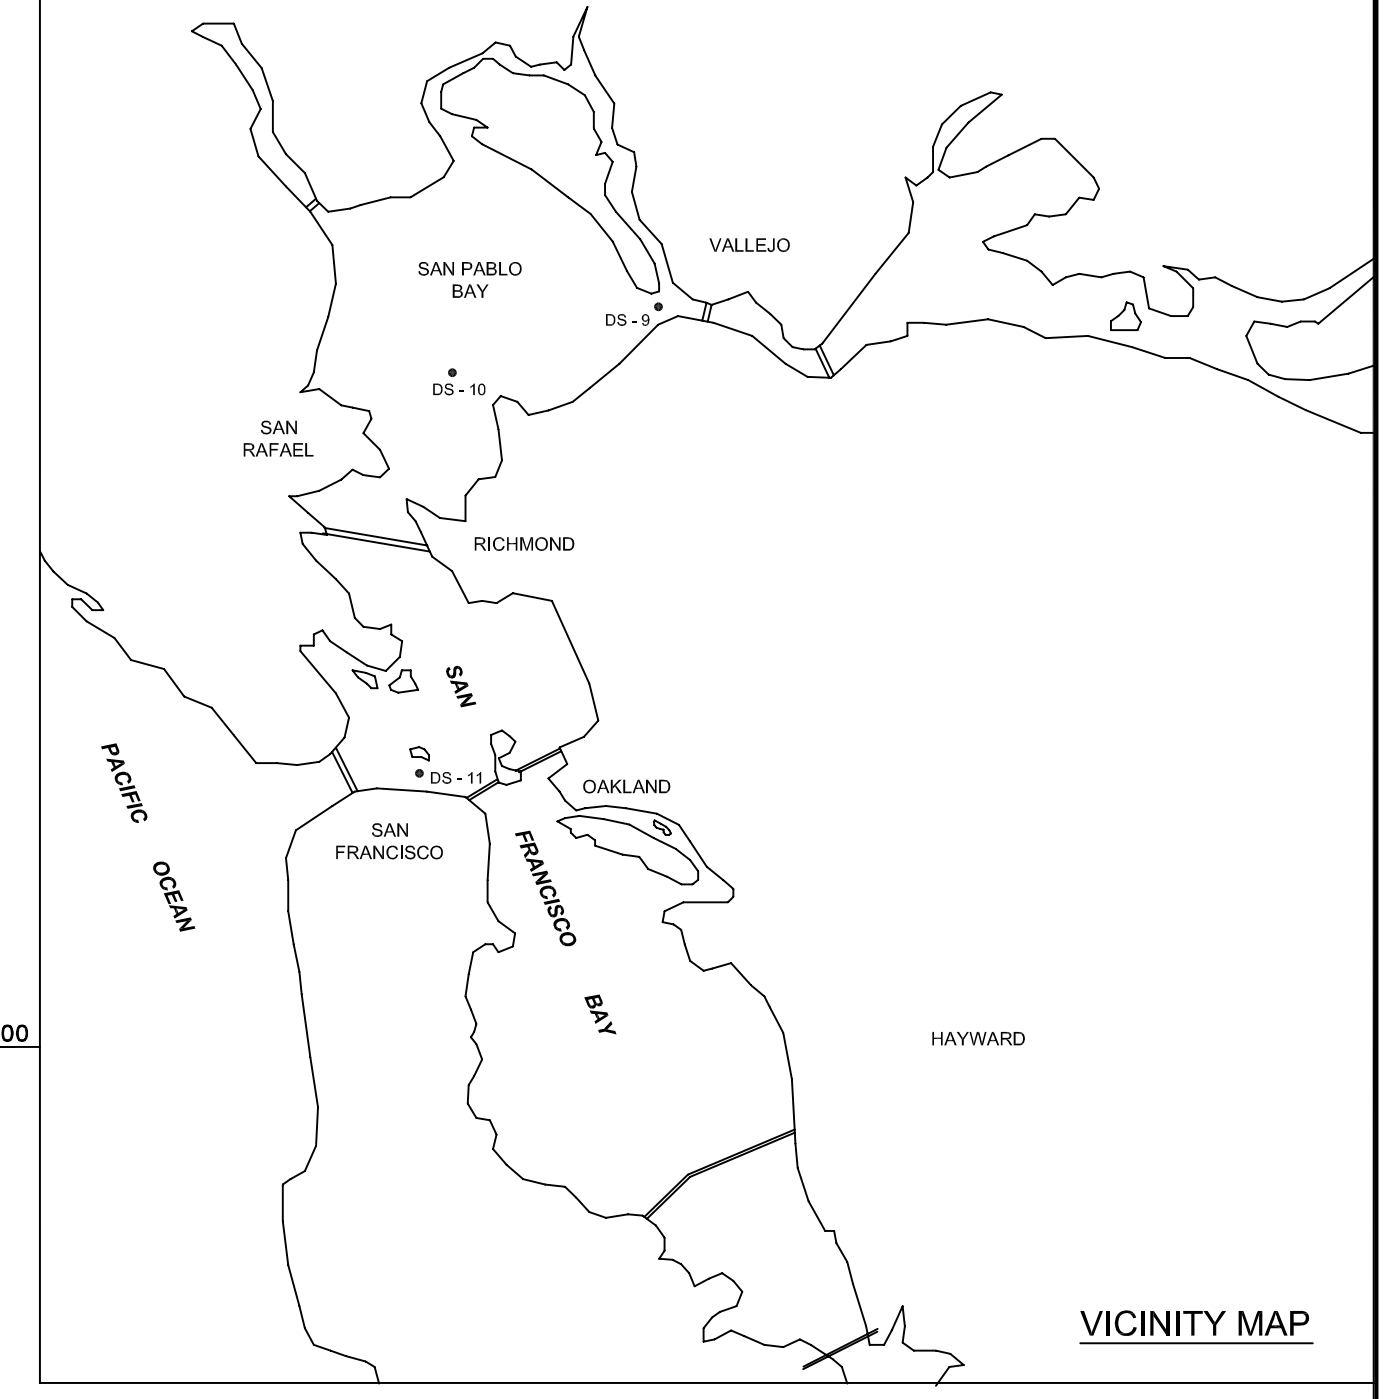 VALLEJO
SAN PABLO
BAY
DS - 9
DS - 10
SAN
RAFAEL
RICHMOND
SAN
PACIFIC
DS - 11
OAKLAND
SAN
FRANCISCO
FRANCISCO
OCEAN
BAY
00
HAYWARD
VICINITY MAP